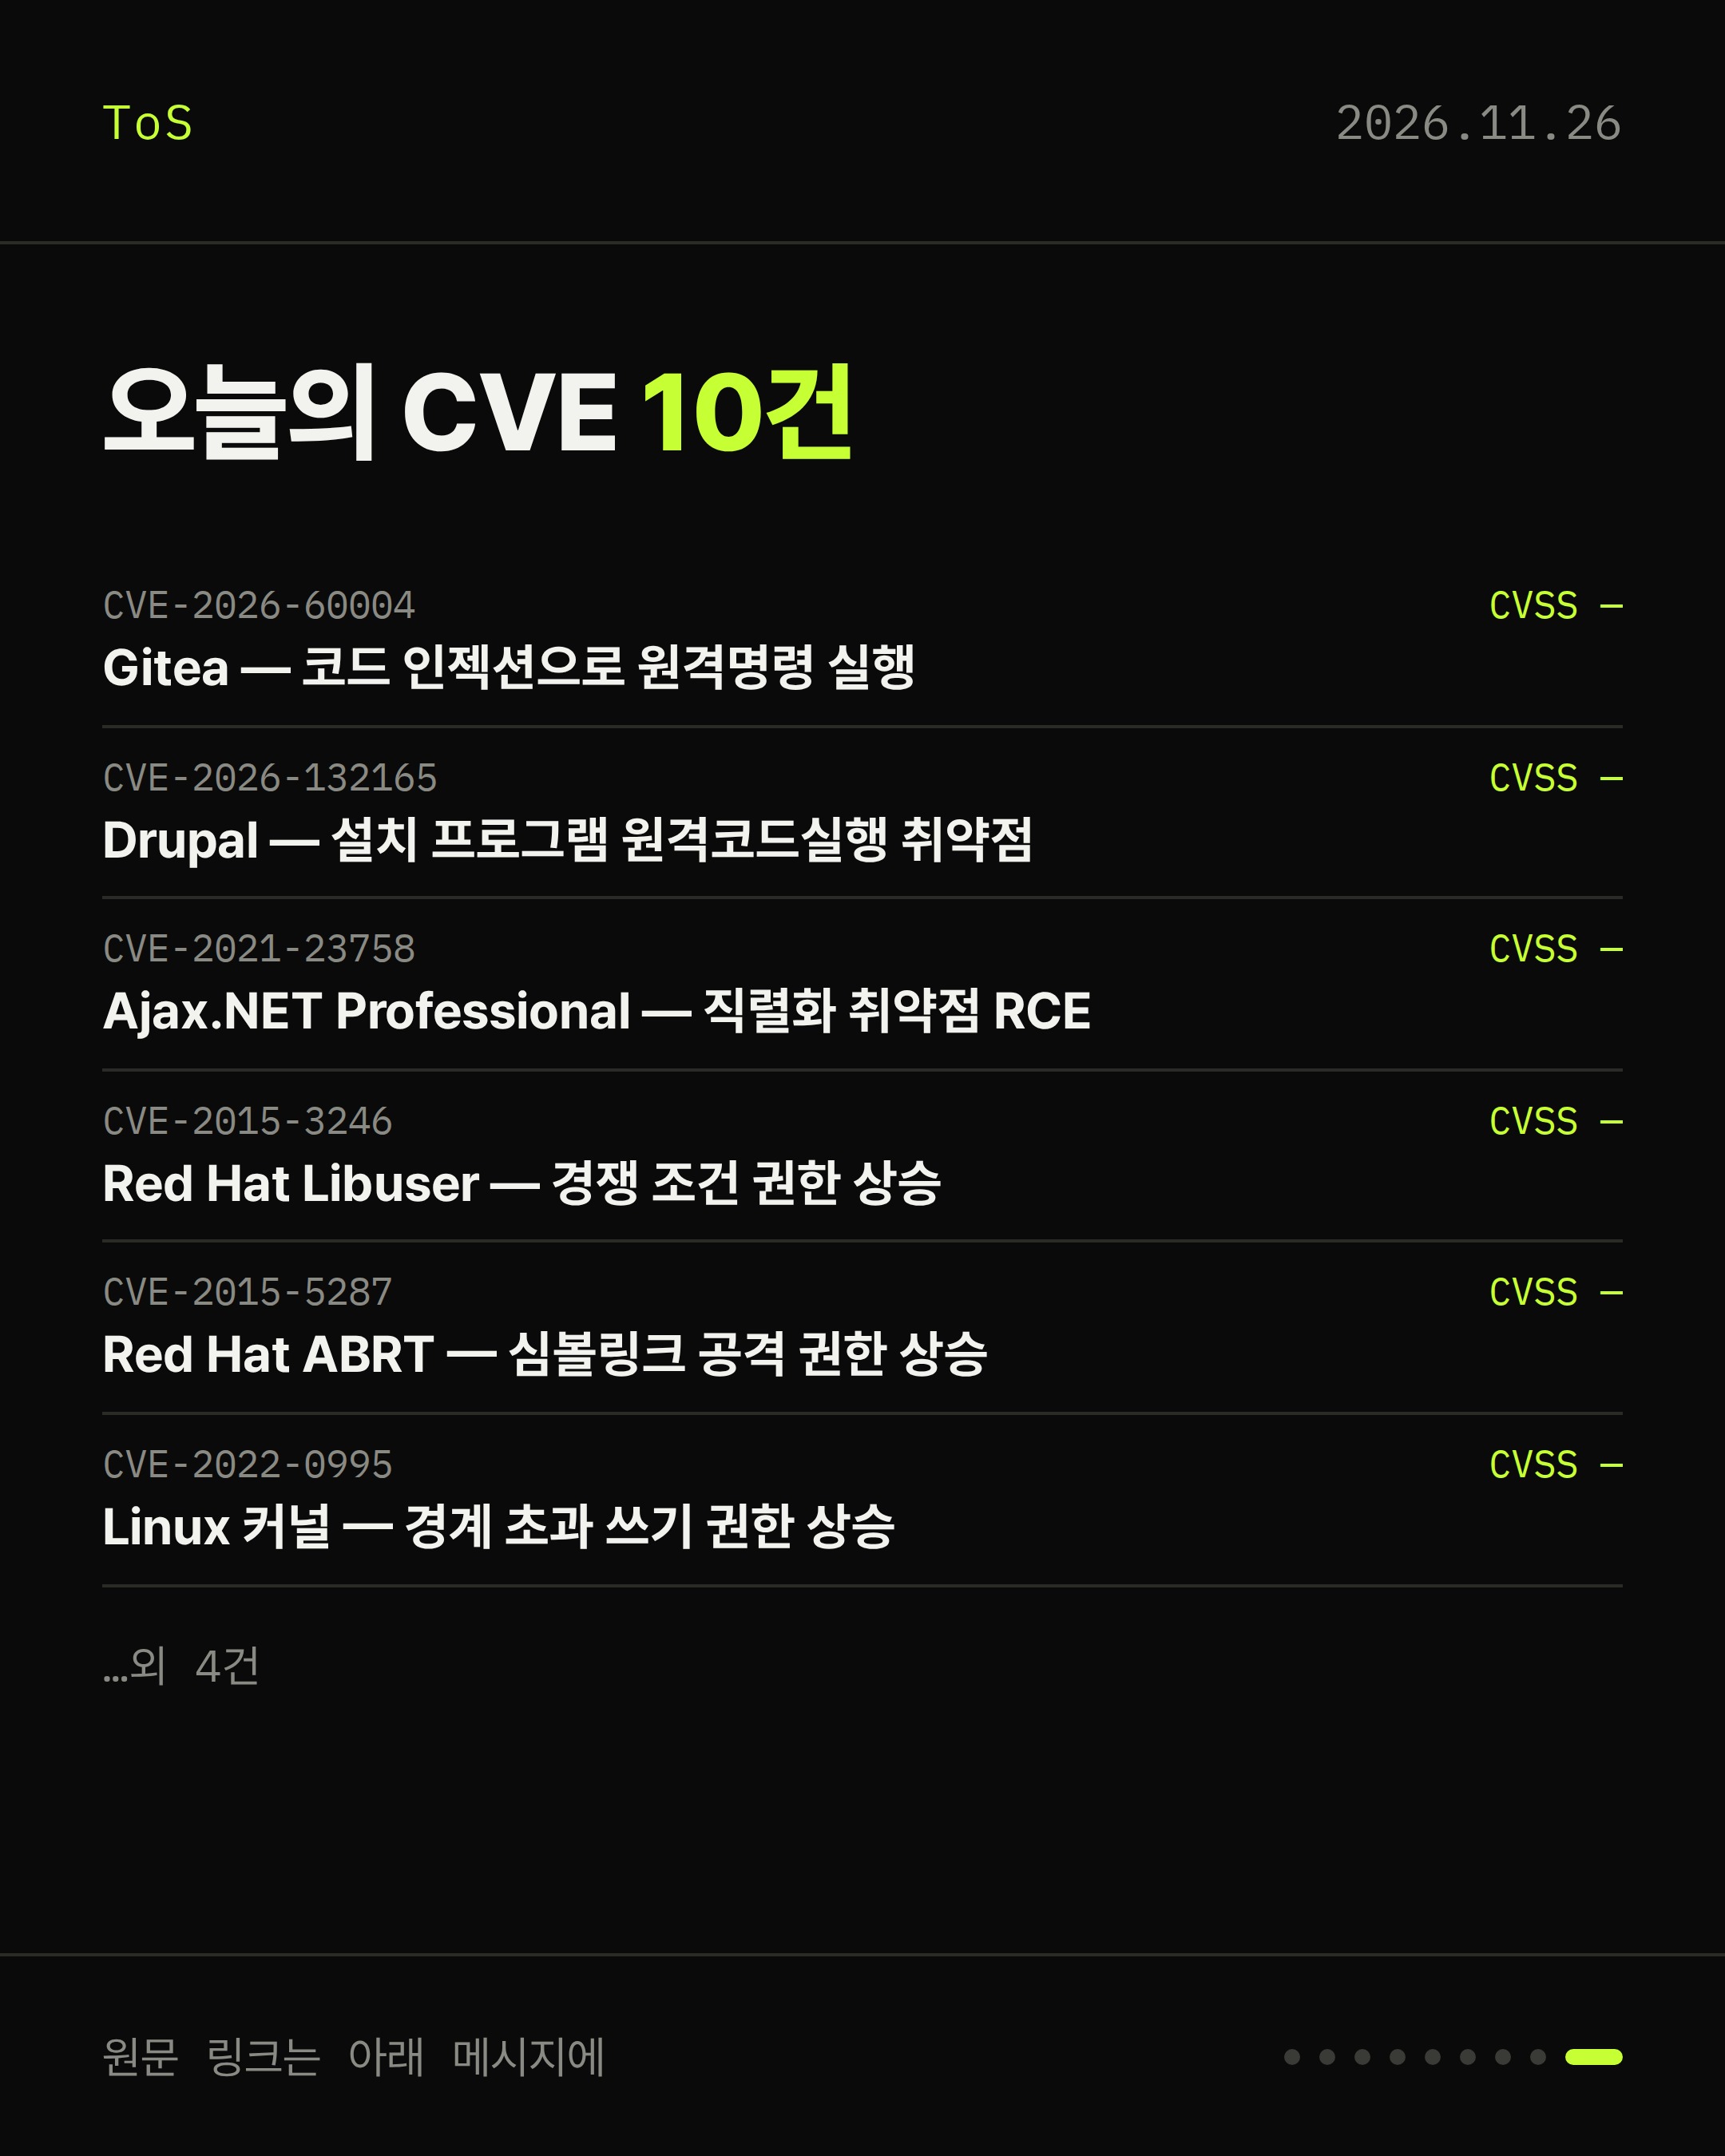 ToS
2026.11.26
오늘의 CVE 10건
CVE-2026-60004
CVSS —
Gitea — 코드 인젝션으로 원격명령 실행
CVE-2026-132165
CVSS —
Drupal — 설치 프로그램 원격코드실행 취약점
CVE-2021-23758
CVSS —
Ajax.NET Professional — 직렬화 취약점 RCE
CVE-2015-3246
CVSS —
Red Hat Libuser — 경쟁 조건 권한 상승
CVE-2015-5287
CVSS —
Red Hat ABRT — 심볼링크 공격 권한 상승
CVE-2022-0995
CVSS —
Linux 커널 — 경계 초과 쓰기 권한 상승
…외 4건
원문 링크는 아래 메시지에